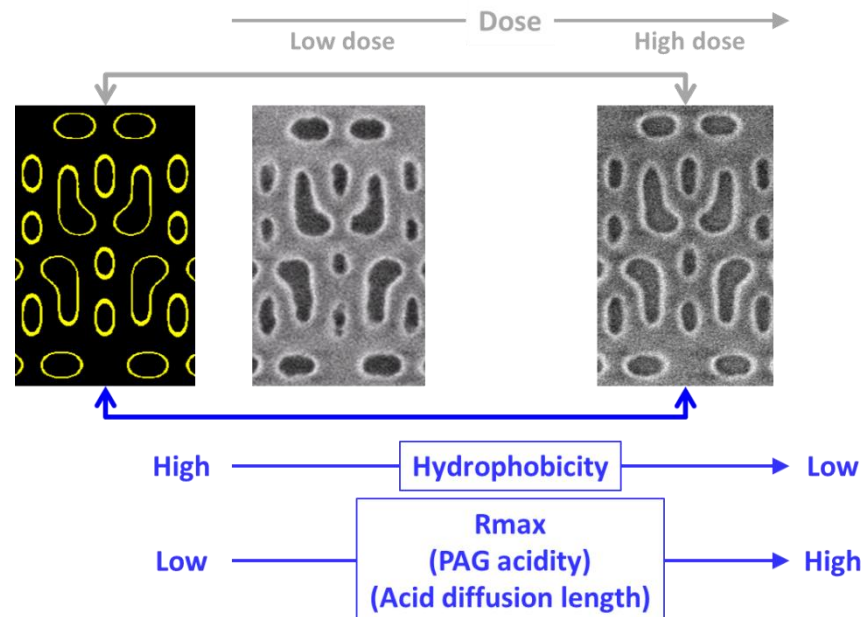 Dose
Low dose
High dose
High
Hydrophobicity
Low
Rmax
Low
(PAG acidity)
High
(Acid diffusion length)